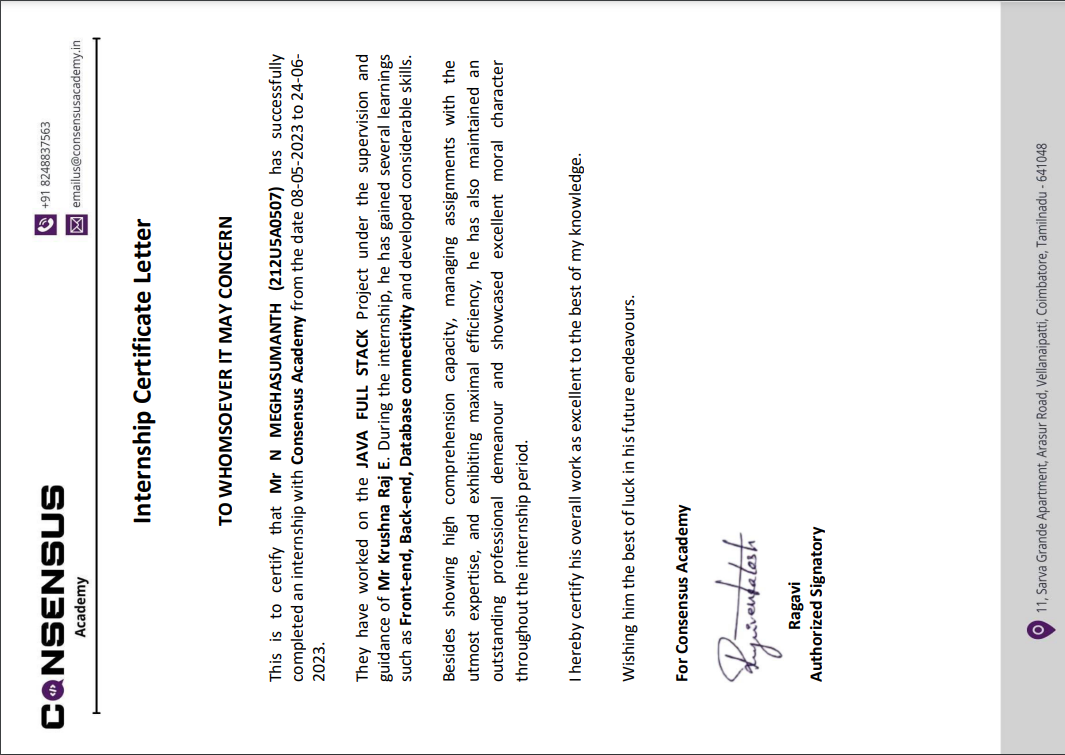 CONSENSUS
Academy
+91 8248837563
emailus@consensusacademy.in
Internship Certificate Letter
TO WHOMSOEVER IT MAY CONCERN
This is to certify that Mr N MEGHASUMANTH (212U5A0507) has successfully
completed an internship with Consensus Academy from the date 08-05-2023 to 24-06-
2023.
They have worked on the JAVA FULL STACK Project under the supervision and
guidance of Mr Krushna Raj E. During the internship, he has gained several learnings
such as Front-end, Back-end, Database connectivity and developed considerable skills.
Besides showing high comprehension capacity, managing assignments with the
utmost expertise, and exhibiting maximal efficiency, he has also maintained an
outstanding professional demeanour and showcased excellent moral character
throughout the internship period.
I hereby certify his overall work as excellent to the best of my knowledge.
Wishing him the best of luck in his future endeavours.
For Consensus Academy
Ragavi
Authorized Signatory
11, Sarva Grande Apartment, Arasur Road, Vellanaipatti, Coimbatore, Tamilnadu - 641048